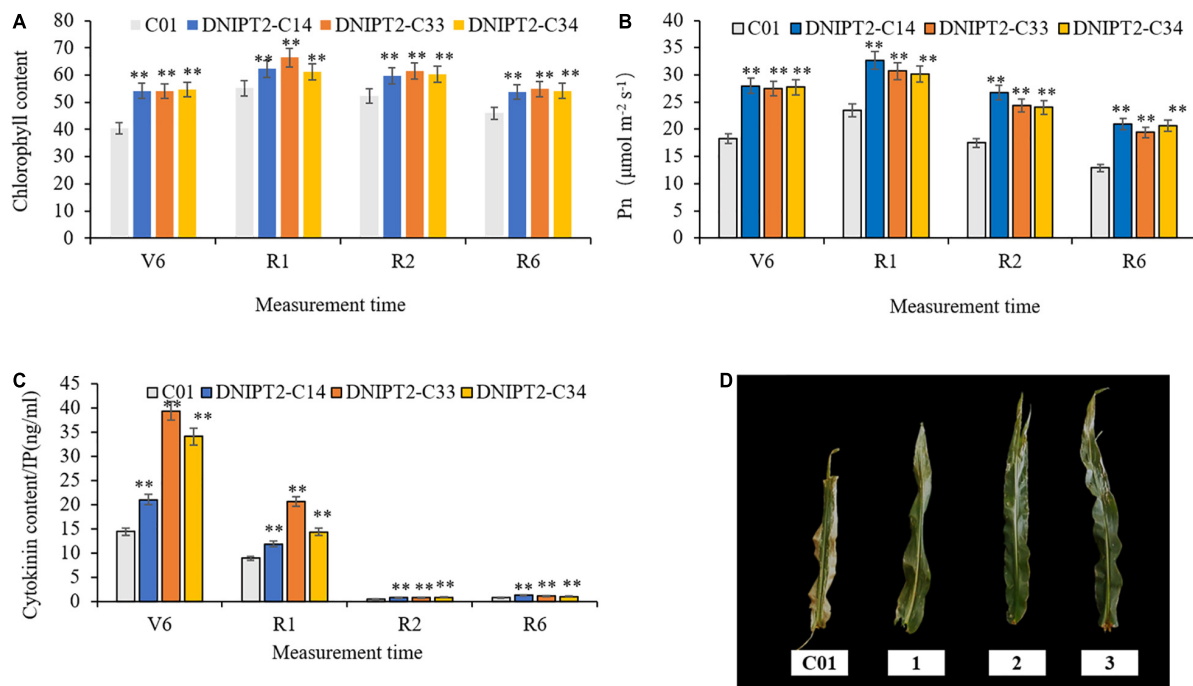 A
C01 DNIPT2-C14 DNIPT2-C33 DNIPT2-C34
Chlorophyll content
80
70
60
50
40
30
20
10
0
** ** **
** ** **
** ** **
** ** **
V6 R1 R2 R6
Measurement time
B
C01 DNIPT2-C14 DNIPT2-C33 DNIPT2-C34
Pn (μmol m-2 s-1)
40
35
30
25
20
15
10
5
0
** ** **
** ** **
** ** **
** ** **
V6 R1 R2 R6
Measurement time
C
C01 DNIPT2-C14 DNIPT2-C33 DNIPT2-C34
Cytokinin content/IP(ng/ml)
45
40
35
30
25
20
15
10
5
0
** ** **
** ** **
** ** **
** ** **
V6 R1 R2 R6
Measurement time
D
C01 1 2 3